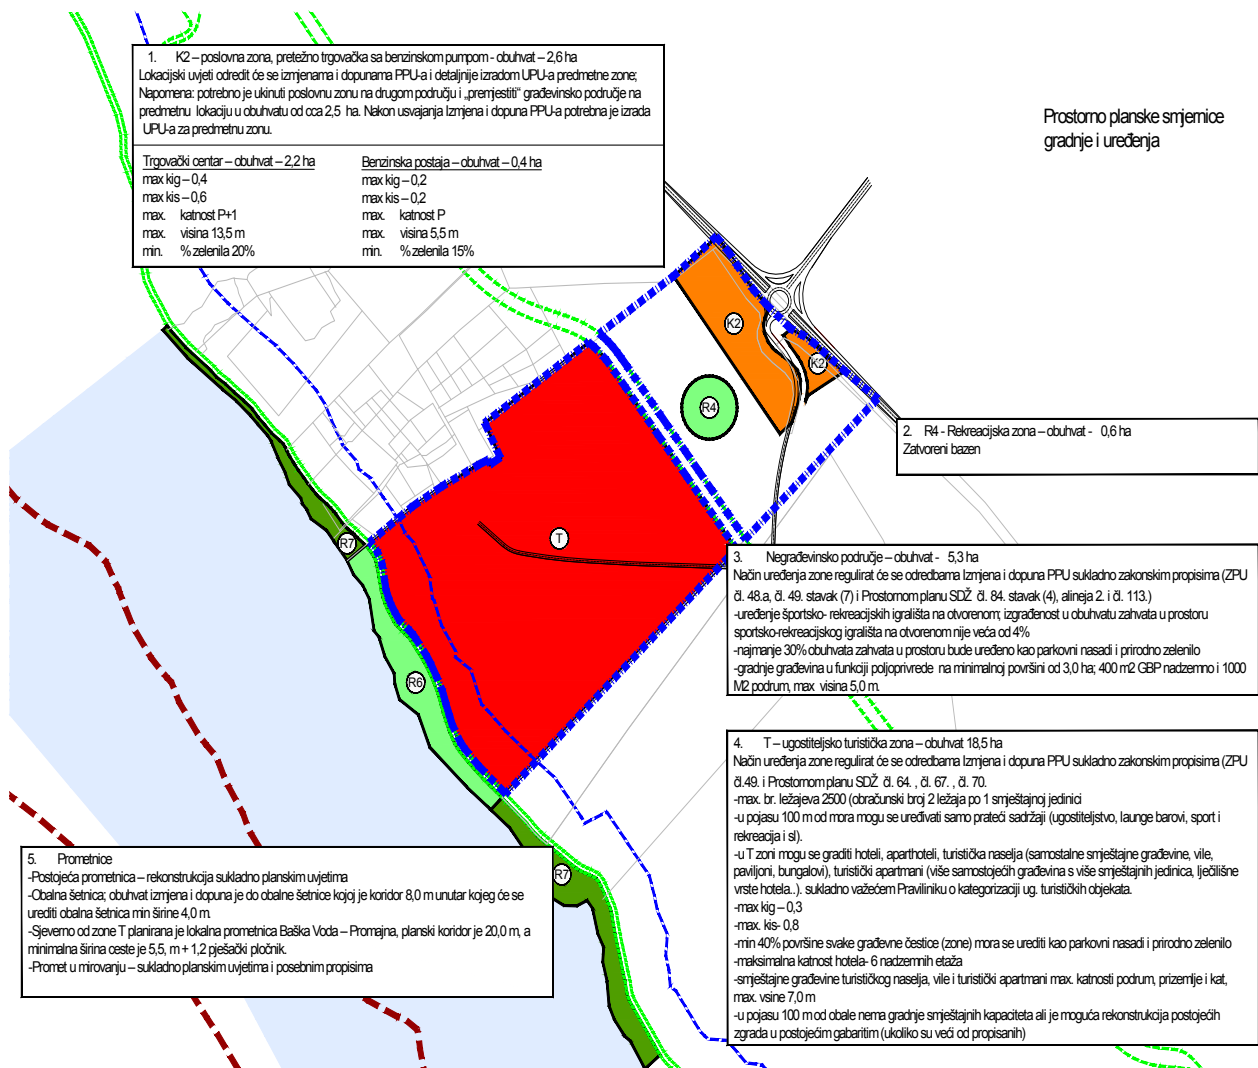 1. K2 – poslovna zona, pretežno trgovačka sa benzinskom pumpom - obuhvat – 2,6 ha
Lokacijski uvjeti odredit će se izmjenama i dopunama PPU-a i detaljnije izradom UPU-a predmetne zone;
Napomena: potrebno je ukinuti poslovnu zonu na drugom području i „premjestiti“ građevinsko područje na
predmetnu lokaciju u obuhvatu od cca 2,5 ha. Nakon usvajanja Izmjena i dopuna PPU-a potrebna je izrada
UPU-a za predmetnu zonu.
Trgovački centar – obuhvat – 2,2 ha
max kig – 0,4
max kis – 0,6
max. katnost P+1
max. visina 13,5 m
min. % zelenila 20%
Benzinska postaja – obuhvat – 0,4 ha
max kig – 0,2
max kis – 0,2
max. katnost P
max. visina 5,5 m
min. % zelenila 15%
Prostorno planske smjernice
gradnje i uređenja
K2
K2
R4
2. R4 - Rekreacijska zona – obuhvat - 0,6 ha
Zatvoreni bazen
T
R7
R6
R7
3. Negrađevinsko područje – obuhvat - 5,3 ha
Način uređenja zone regulirat će se odredbama Izmjena i dopuna PPU sukladno zakonskim propisima (ZPU
čl. 48.a, čl. 49. stavak (7) i Prostornom planu SDŽ čl. 84. stavak (4), alineja 2. i čl. 113.)
-uređenje športsko- rekreacijskih igrališta na otvorenom; izgrađenost u obuhvatu zahvata u prostoru
sportsko-rekreacijskog igrališta na otvorenom nije veća od 4%
-najmanje 30% obuhvata zahvata u prostoru bude uređeno kao parkovni nasadi i prirodno zelenilo
-gradnje građevina u funkciji poljoprivrede na minimalnoj površini od 3,0 ha; 400 m2 GBP nadzemno i 1000
M2 podrum, max visina 5,0 m.
4. T – ugostiteljsko turistička zona – obuhvat 18,5 ha
Način uređenja zone regulirat će se odredbama Izmjena i dopuna PPU sukladno zakonskim propisima (ZPU
čl.49. i Prostornom planu SDŽ čl. 64. , čl. 67. , čl. 70.
-max. br. ležajeva 2500 (obračunski broj 2 ležaja po 1 smještajnoj jedinici
-u pojasu 100 m od mora mogu se uređivati samo prateći sadržaji (ugostiteljstvo, launge barovi, sport i
rekreacija i sl).
-u T zoni mogu se graditi hoteli, aparthoteli, turistička naselja (samostalne smještajne građevine, vile,
paviljoni, bungalovi), turistički apartmani (više samostojećih građevina s više smještajnih jedinica, lječilišne
vrste hotela..). sukladno važećem Praviliniku o kategorizaciji ug. turističkih objekata.
-max kig – 0,3
-max. kis- 0,8
-min 40% površine svake građevne čestice (zone) mora se urediti kao parkovni nasadi i prirodno zelenilo
-maksimalna katnost hotela- 6 nadzemnih etaža
-smještajne građevine turističkog naselja, vile i turistički apartmani max. katnosti podrum, prizemlje i kat,
max. vsine 7,0 m
-u pojasu 100 m od obale nema gradnje smještajnih kapaciteta ali je moguća rekonstrukcija postojećih
zgrada u postojećim gabaritim (ukoliko su veći od propisanih)
5. Prometnice
-Postojeća prometnica – rekonstrukcija sukladno planskim uvjetima
-Obalna šetnica; obuhvat izmjena i dopuna je do obalne šetnice kojoj je koridor 8,0 m unutar kojeg će se
urediti obalna šetnica min širine 4,0 m.
-Sjeverno od zone T planirana je lokalna prometnica Baška Voda – Promajna, planski koridor je 20,0 m, a
minimalna širina ceste je 5,5, m + 1,2 pješački pločnik.
-Promet u mirovanju – sukladno planskim uvjetima i posebnim propisima